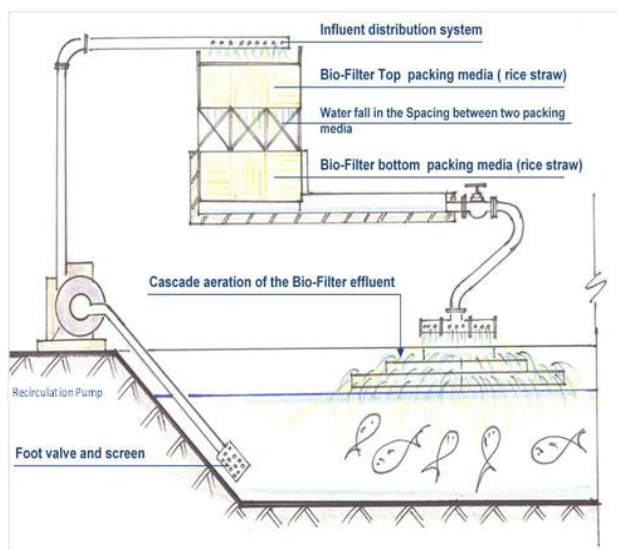 Influent distribution system
Bio-Filter Top packing media ( rice straw)
Water fall in the Spacing between two packing
media
Bio-Filter bottom packing media (rice straw)
Cascade aeration of the Bio-Filter effluent
Recirculation Pump
Foot valve and screen